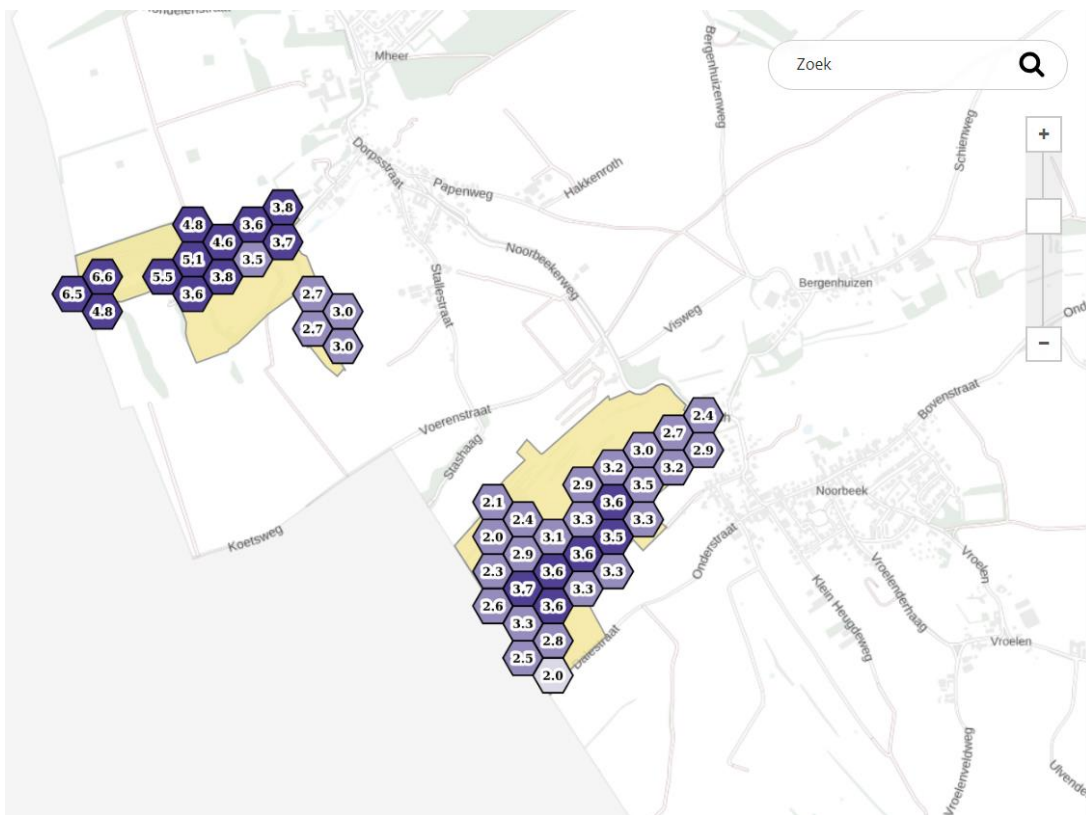 Mheer
Zoek
Bergenhuizenweg
Schienweg
Dorpsstraat
Papenweg
Hakkenroth
3.8
4.8
3.6
4.6
3.7
Noorbeekerweg
5.1
3.5
6.6
5.5
3.8
Stallestraat
Bergenhuizen
6.5
3.6
2.7
4.8
3.0
Visweg
2.7
3.0
Voerenstraat
Bovenstraat
2.4
2.7
3.0
2.9
Stashaag
3.2
3.2
2.9
3.5
Noorbeek
2.1
3.6
2.4
3.3
3.3
Koetsweg
2.0
3.1
3.5
Onderstraat
2.9
3.6
2.3
3.6
3.3
Vroelen
3.7
3.3
Vroelenderhaag
2.6
3.6
Klein Heugdeweg
3.3
2.8
Vroelen
2.5
Dalestraat
2.0
Vroelenveldweg